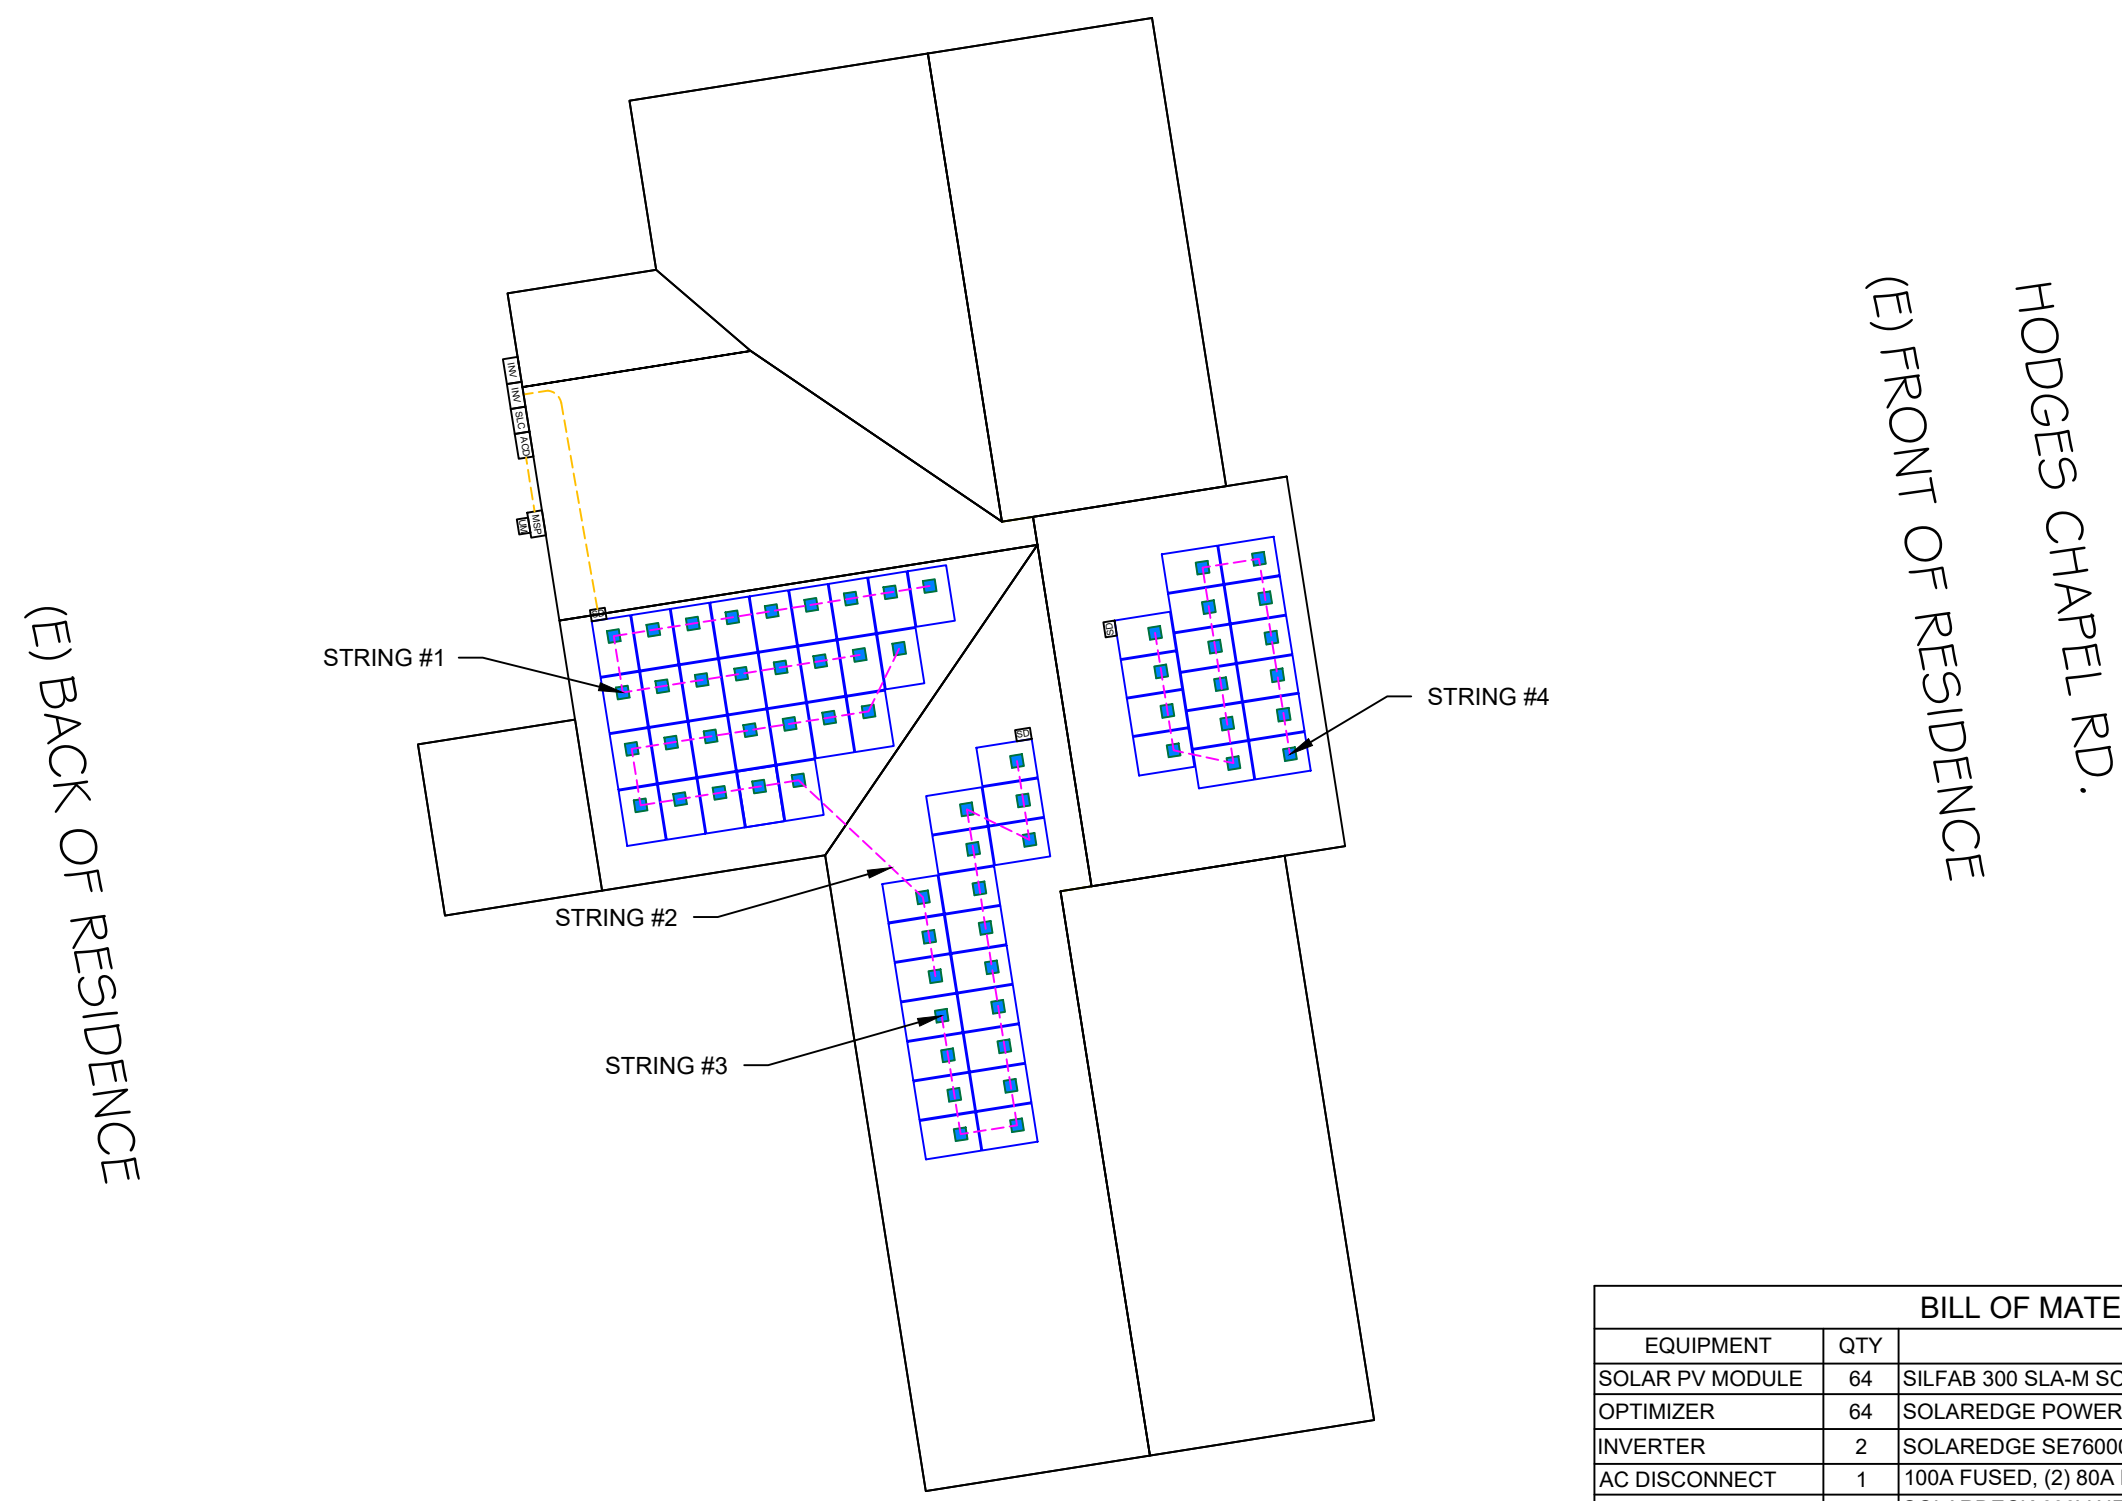 INV
INV
SLC
ACD
MSP
UM
SD
STRING #1
SD
STRING #4
SD
STRING #2
STRING #3
(E) BACK OF RESIDENCE
(E) FRONT OF RESIDENCE
HODGES CHAPEL RD.
BILL OF MATE
EQUIPMENT QTY
SOLAR PV MODULE 64 SILFAB 300 SLA-M SO
OPTIMIZER 64 SOLAREDGE POWER
INVERTER 2 SOLAREDGE SE7600
AC DISCONNECT 1 100A FUSED, (2) 80A